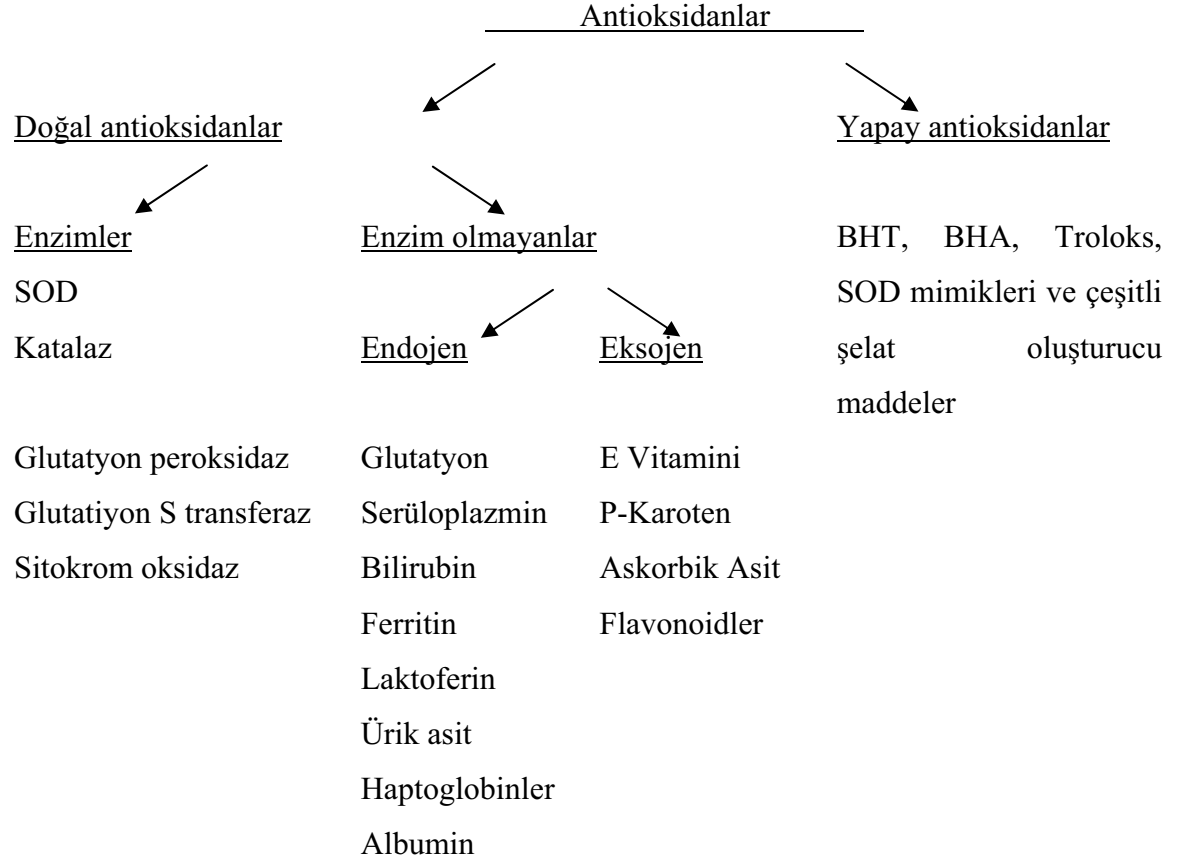 Antioksidanlar
Doğal antioksidanlar
Yapay antioksidanlar
Enzimler
SOD
Katalaz
Glutatyon peroksidaz
Glutatiyon S transferaz
Sitokrom oksidaz
Enzim olmayanlar
Endojen
Glutatyon
Serüloplazmin
Bilirubin
Ferritin
Laktoferin
Ürik asit
Haptoglobinler
Albumin
Eksojen
E Vitamini
P-Karoten
Askorbik Asit
Flavonoidler
BHT, BHA, Troloks,
SOD mimikleri ve çeşitli
şelat oluşturucu
maddeler